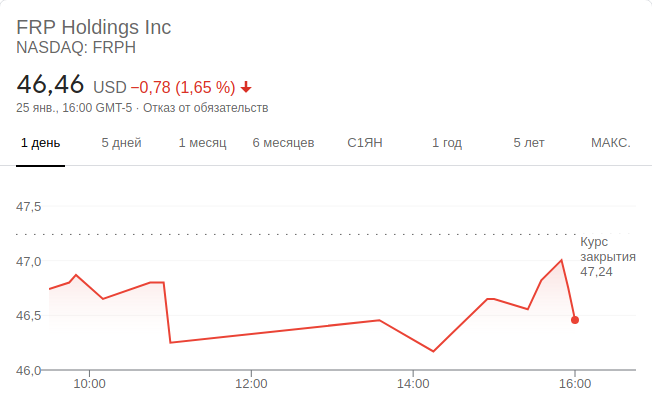 FRP Holdings Inc
NASDAQ: FRPH
46,46 USD −0,78 (1,65 %)
25 янв., 16:00 GMT-5 · Отказ от обязательств
1 день 5 дней 1 месяц 6 месяцев С1ЯН 1 год 5 лет МАКС.
47,5
Курс
закрытия
47,24
47,0
46,5
46,0
10:00 12:00 14:00 16:00